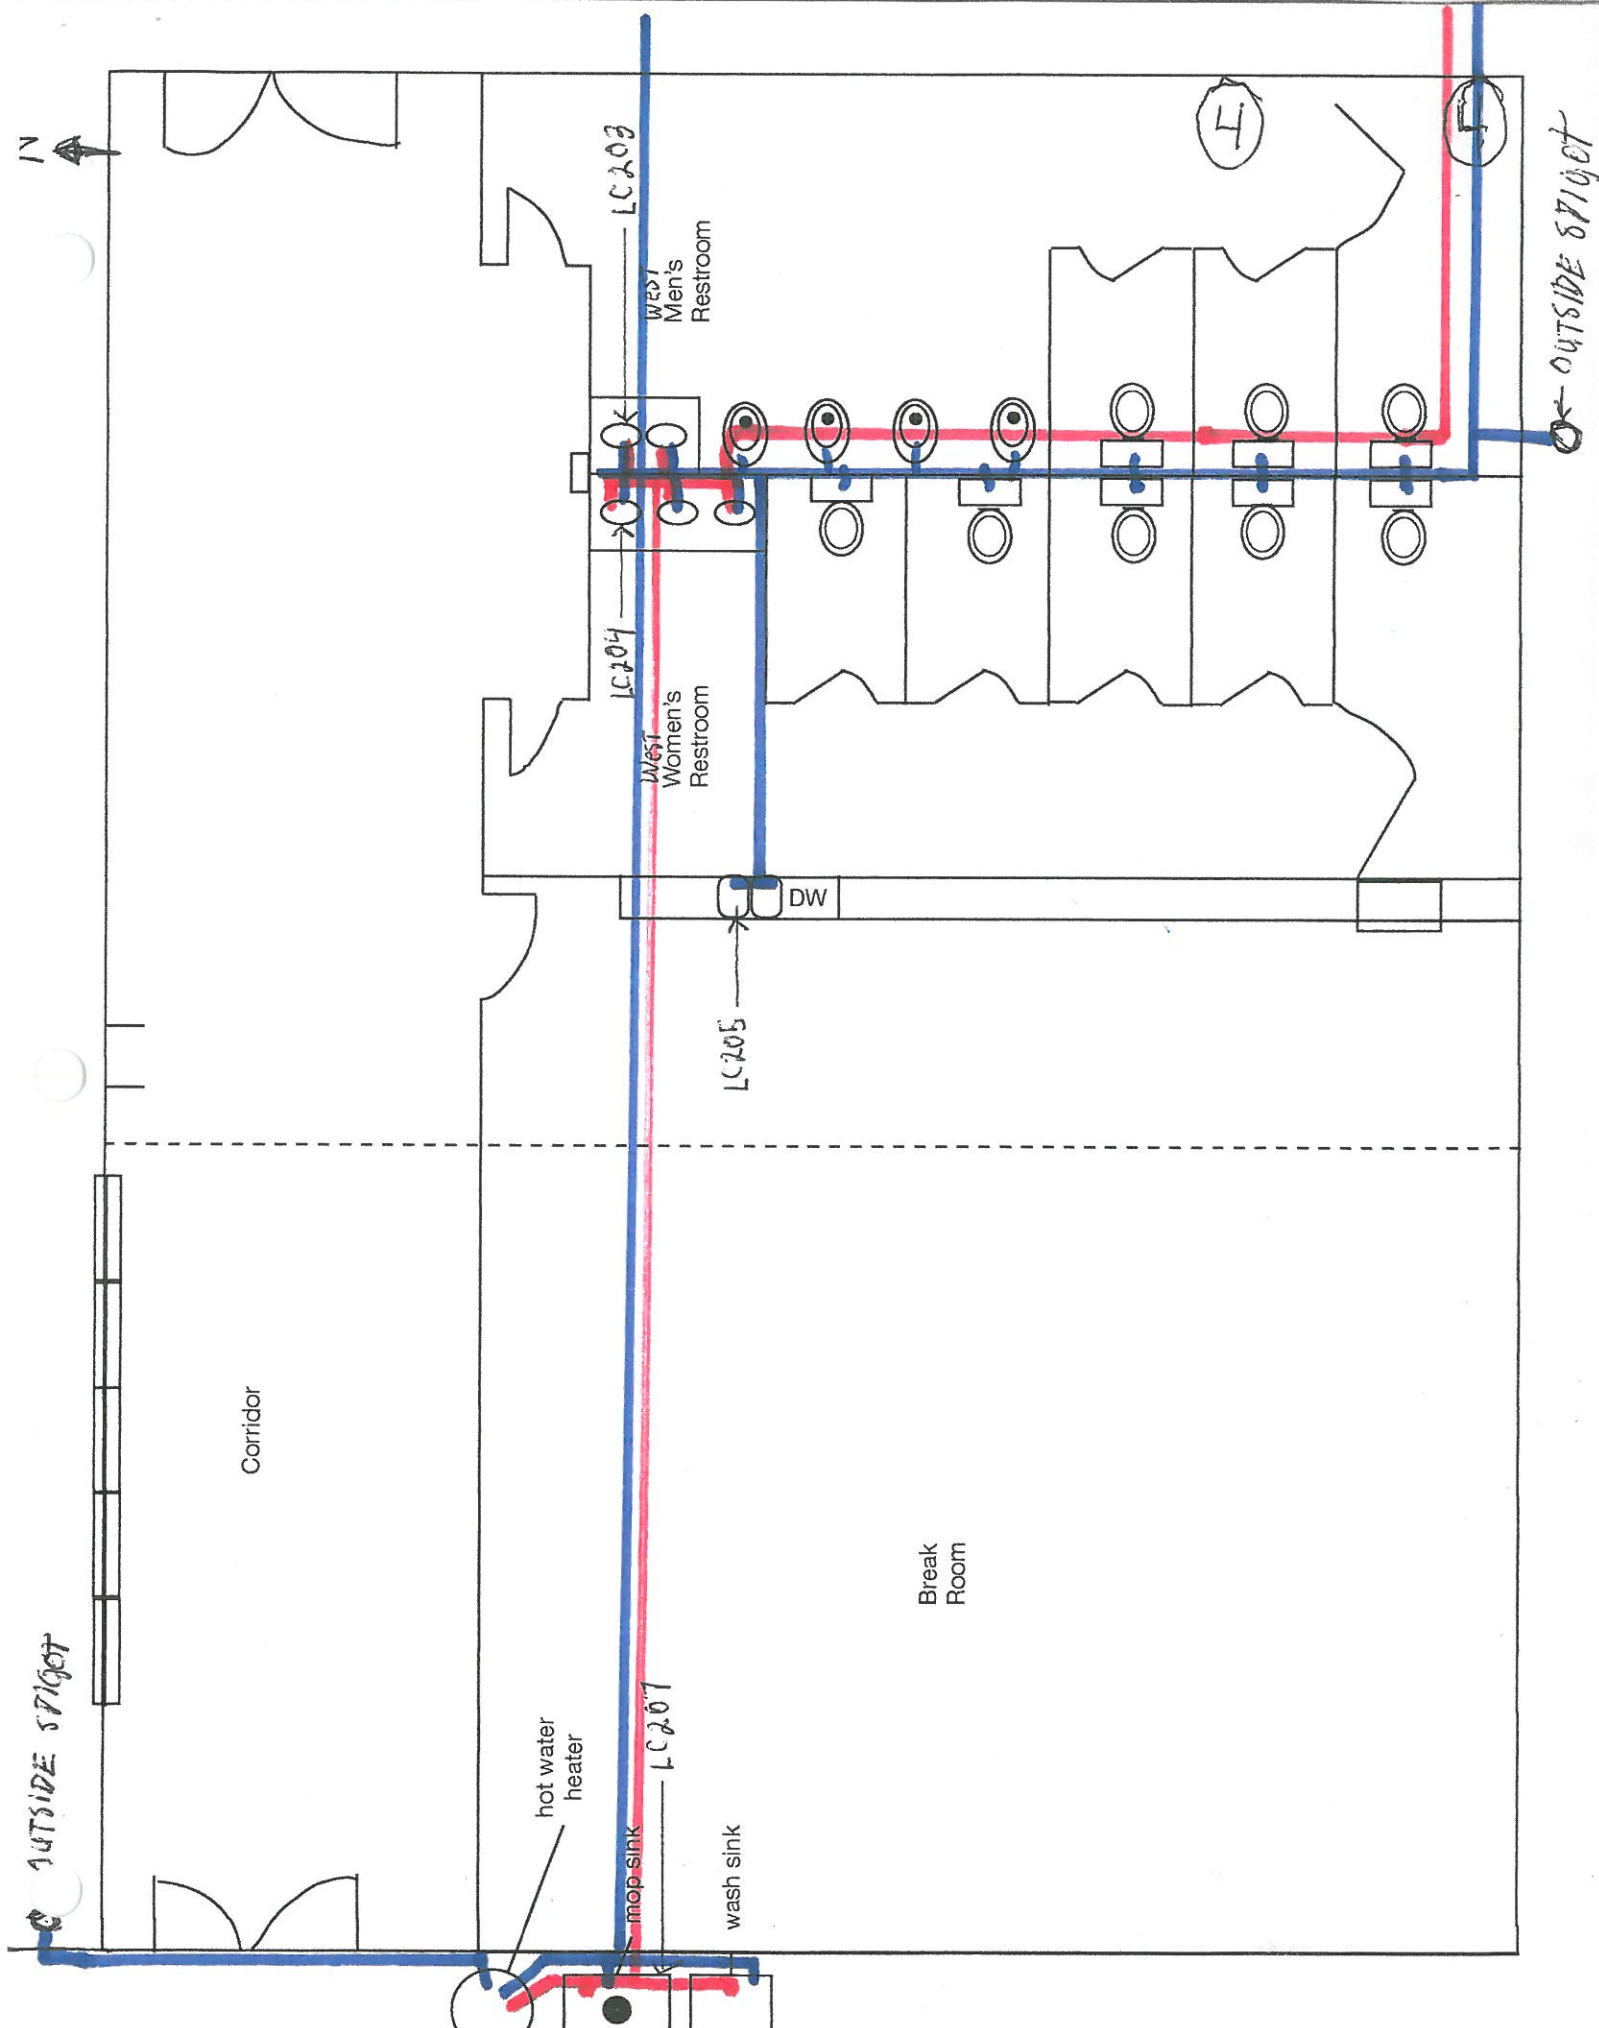 N
LC203
West
Men's
Restroom
4
OUTSIDE SPIGOT
LC204
West
Women's
Restroom
DW
LC205
Corridor
Break
Room
OUTSIDE SPIGOT
hot water
heater
LC207
mop sink
wash sink